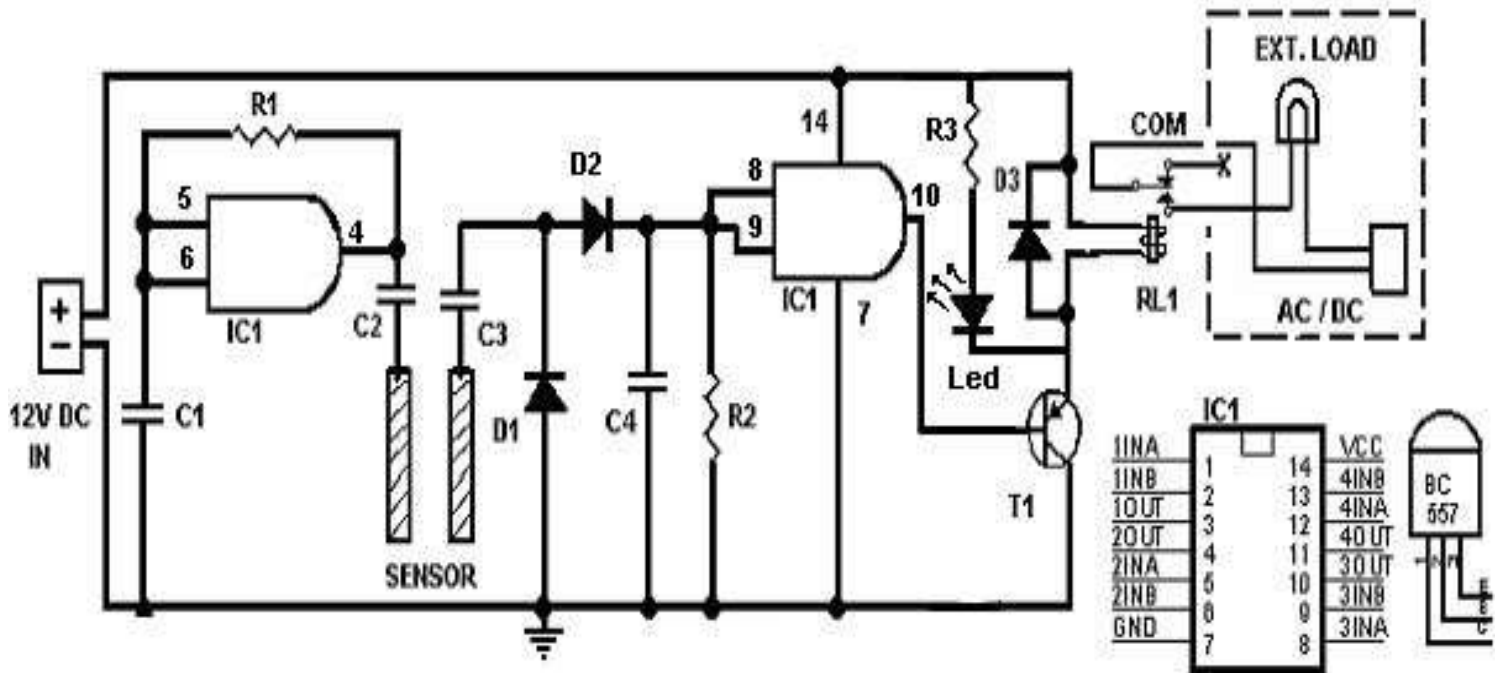 EXT. LOAD
R1
14
R3
COM
D2
8
D3
X
5
10
4
9
6
+
IC1
C2
C3
IC1
7
RL1
AC / DC
−
Led
12V DC
IN
C1
D1
C4
R2
T1
SENSOR
IC1
1INA 1 14 VCC
1INB 2 13 4INB
1OUT 3 12 4INA
2OUT 4 11 4OUT
2INA 5 10 3OUT
2INB 6 9 3INB
GND 7 8 3INA
BC
557
1 2 3
E
B
C